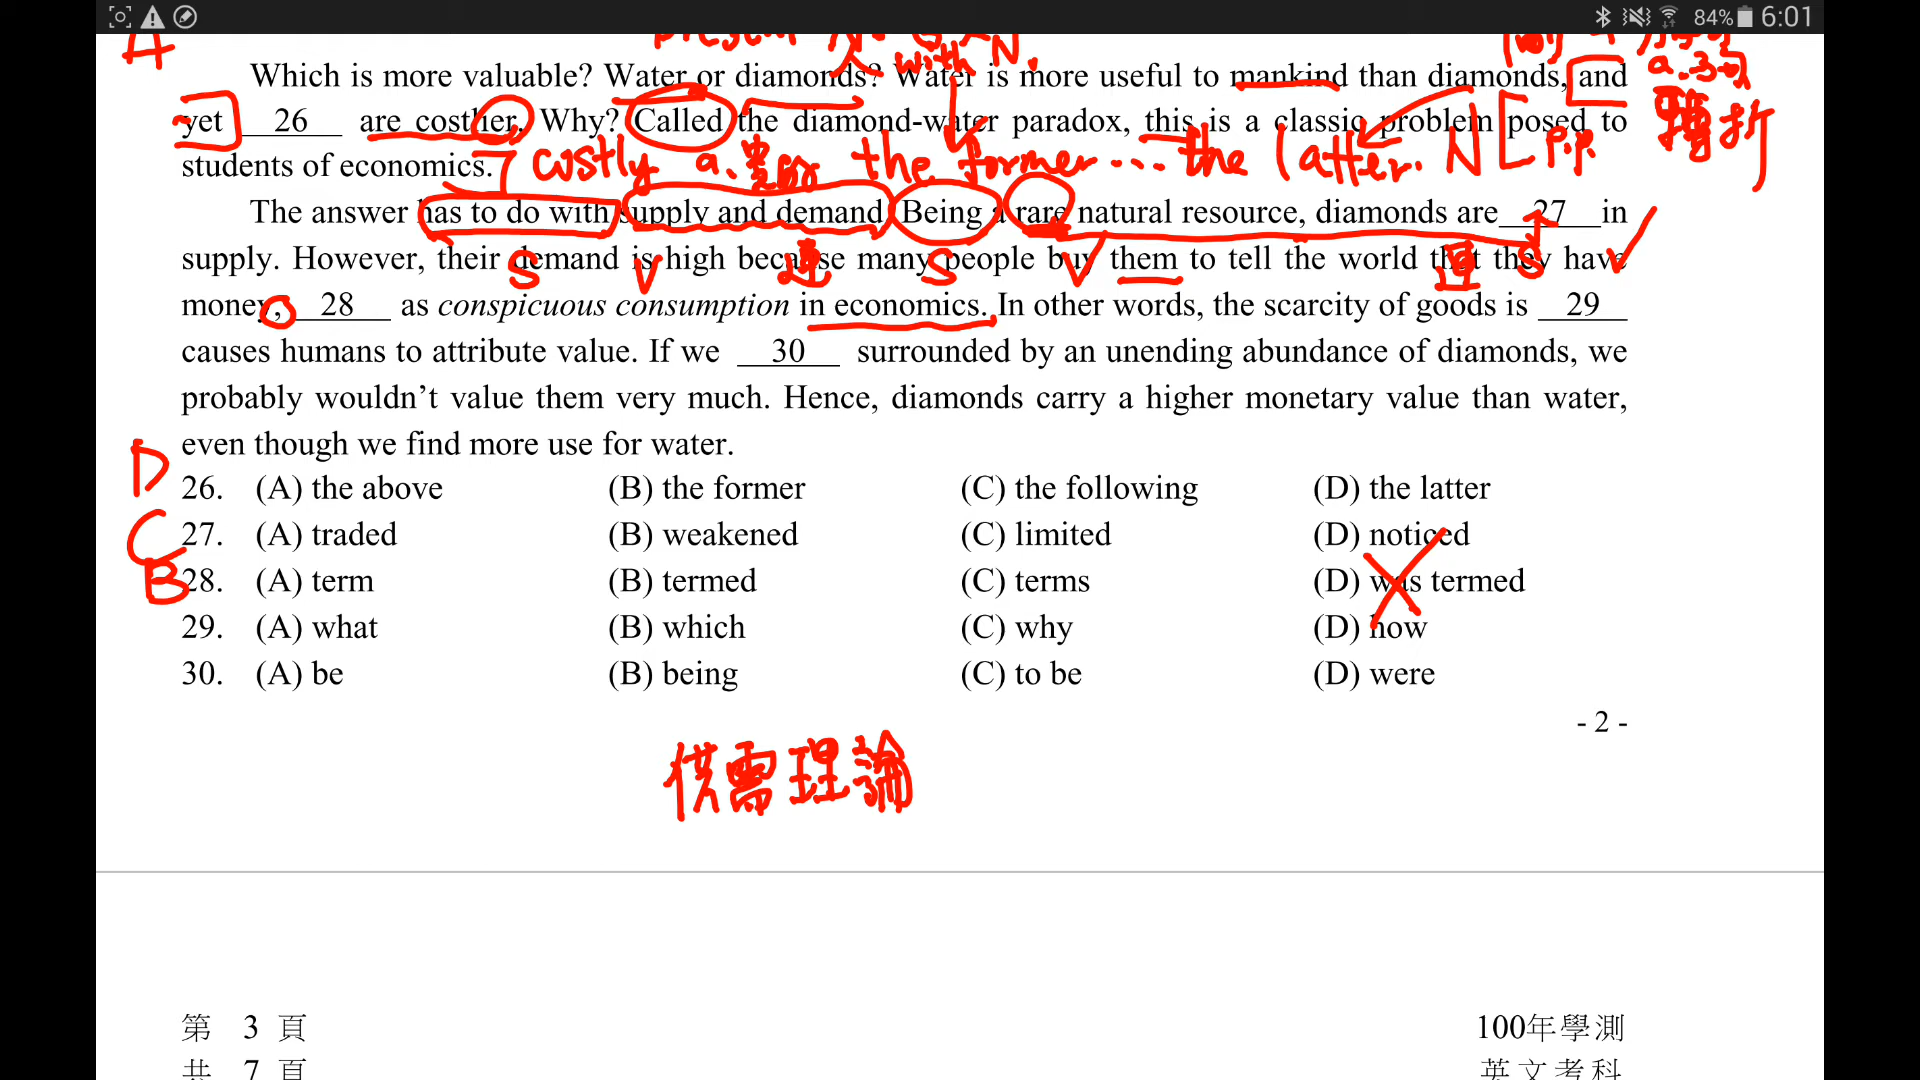 84% 6:01
A
with N.
a.
Which is more valuable? Water or diamonds? Water is more useful to mankind than diamonds, and
yet 26 are costlier. Why? Called the diamond-water paradox, this is a classic problem posed to
轉折
students of economics. costly a. 貴的 the former... the latter. N [ p.p.
The answer has to do with supply and demand. Being a rare natural resource, diamonds are 27 in
supply. However, their demand is high because many people buy them to tell the world that they have
S V 連 S V 連 S
money, 28 as conspicuous consumption in economics. In other words, the scarcity of goods is 29
causes humans to attribute value. If we 30 surrounded by an unending abundance of diamonds, we
probably wouldn't value them very much. Hence, diamonds carry a higher monetary value than water,
even though we find more use for water.
D 26. (A) the above (B) the former (C) the following (D) the latter
C 27. (A) traded (B) weakened (C) limited (D) noticed
B 28. (A) term (B) termed (C) terms (D) was termed
29. (A) what (B) which (C) why (D) how
30. (A) be (B) being (C) to be (D) were
- 2 -
供需理論
第 3 頁 100年學測
共 7 頁 英文考科